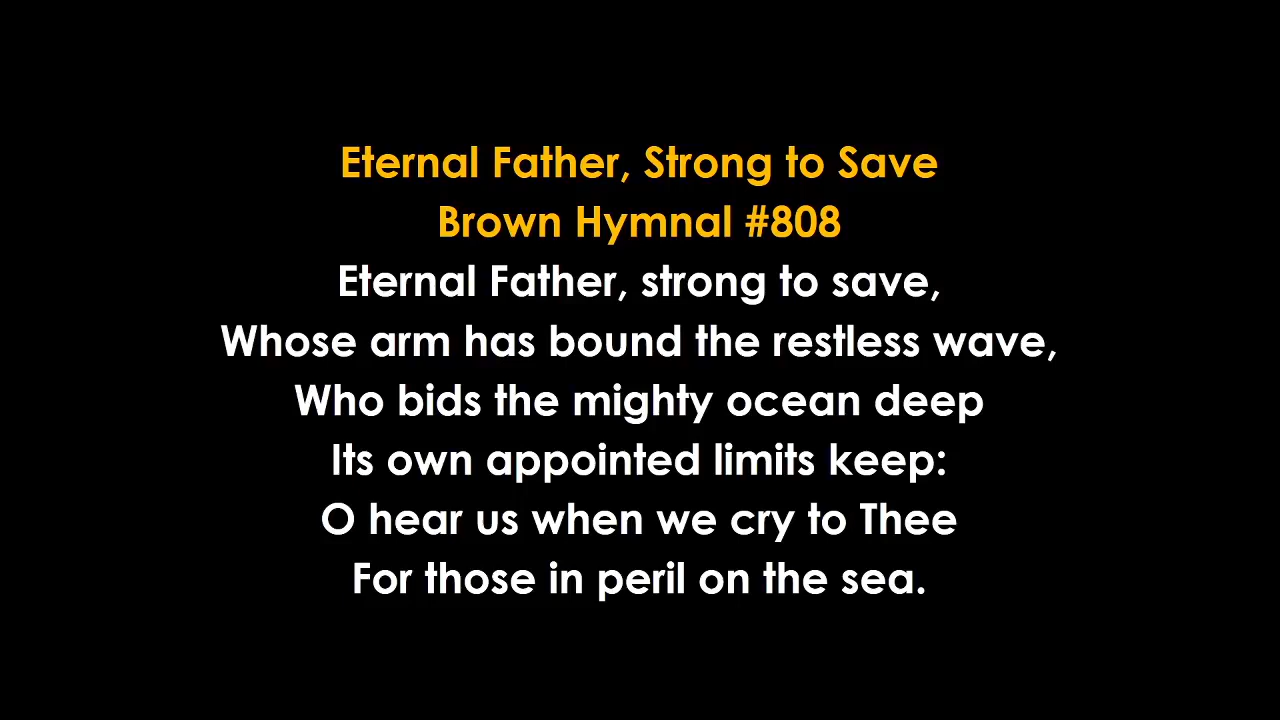 Eternal Father, Strong to Save
Brown Hymnal #808
Eternal Father, strong to save,
Whose arm has bound the restless wave,
Who bids the mighty ocean deep
Its own appointed limits keep:
O hear us when we cry to Thee
For those in peril on the sea.